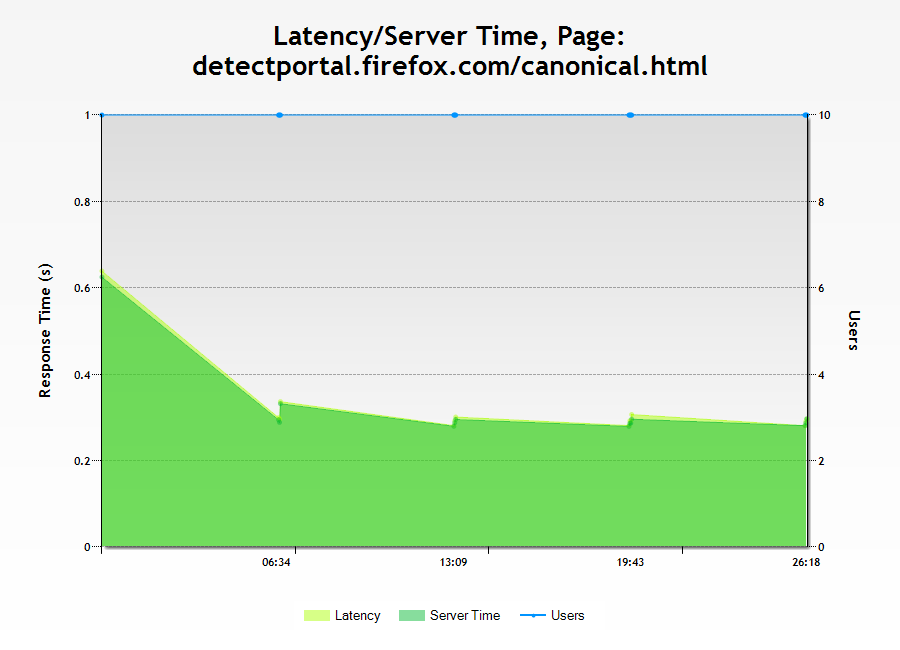 Latency/Server Time, Page:
detectportal.firefox.com/canonical.html
1
10
0.8
8
0.6
6
0.4
4
0.2
2
0
0
Response Time (s)
Users
06:34 13:09 19:43 26:18
Latency Server Time Users